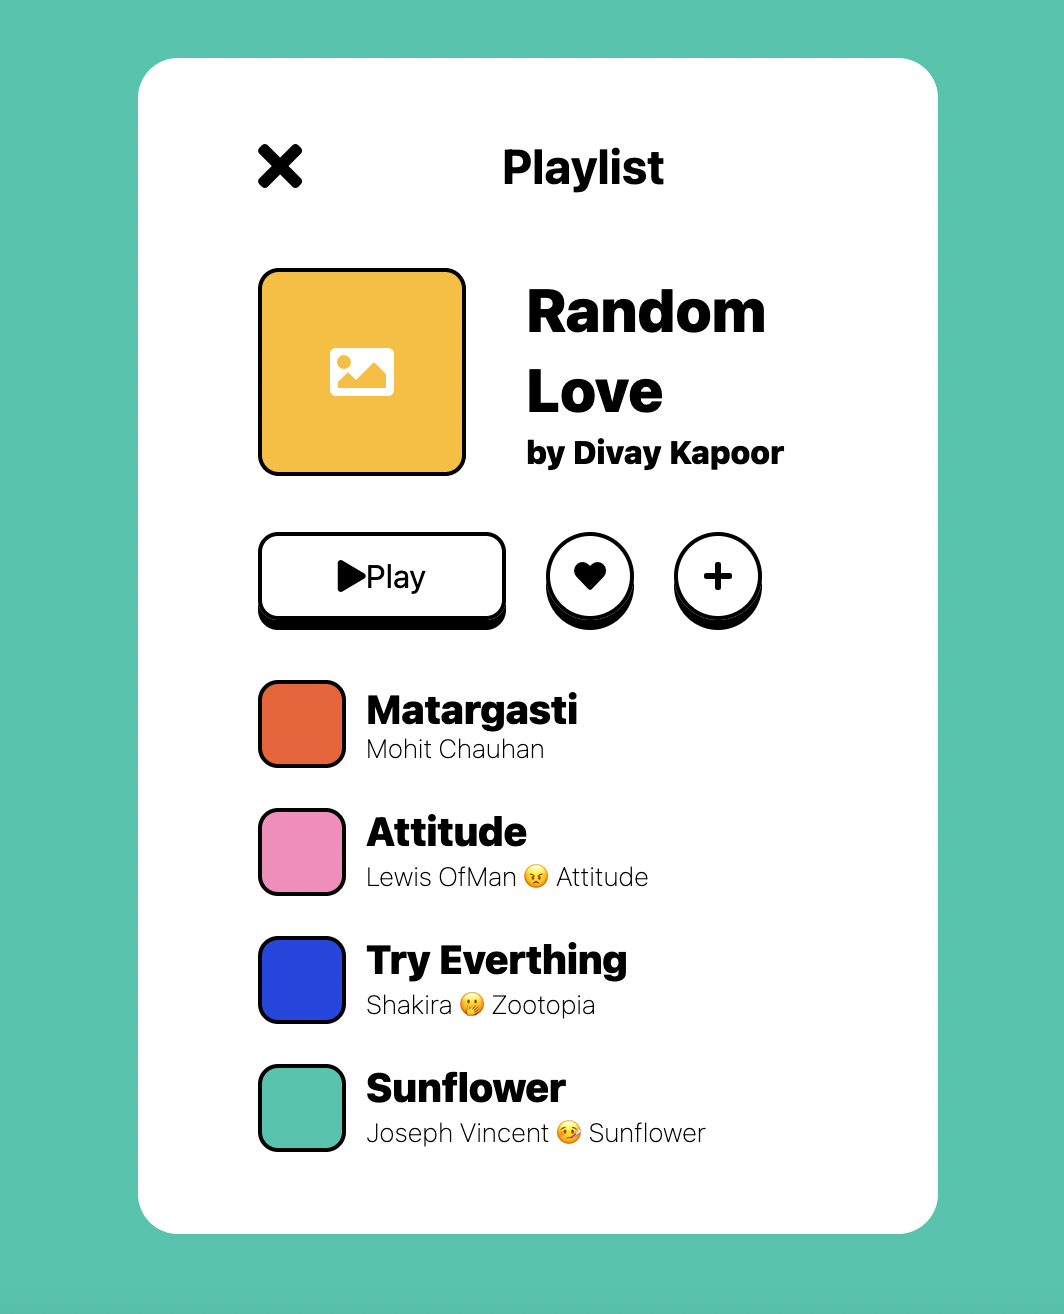 Playlist
Random
Love
by Divay Kapoor
Play
Matargasti
Mohit Chauhan
Attitude
Lewis OfMan 😠 Attitude
Try Everthing
Shakira 🤭 Zootopia
Sunflower
Joseph Vincent 🤒 Sunflower